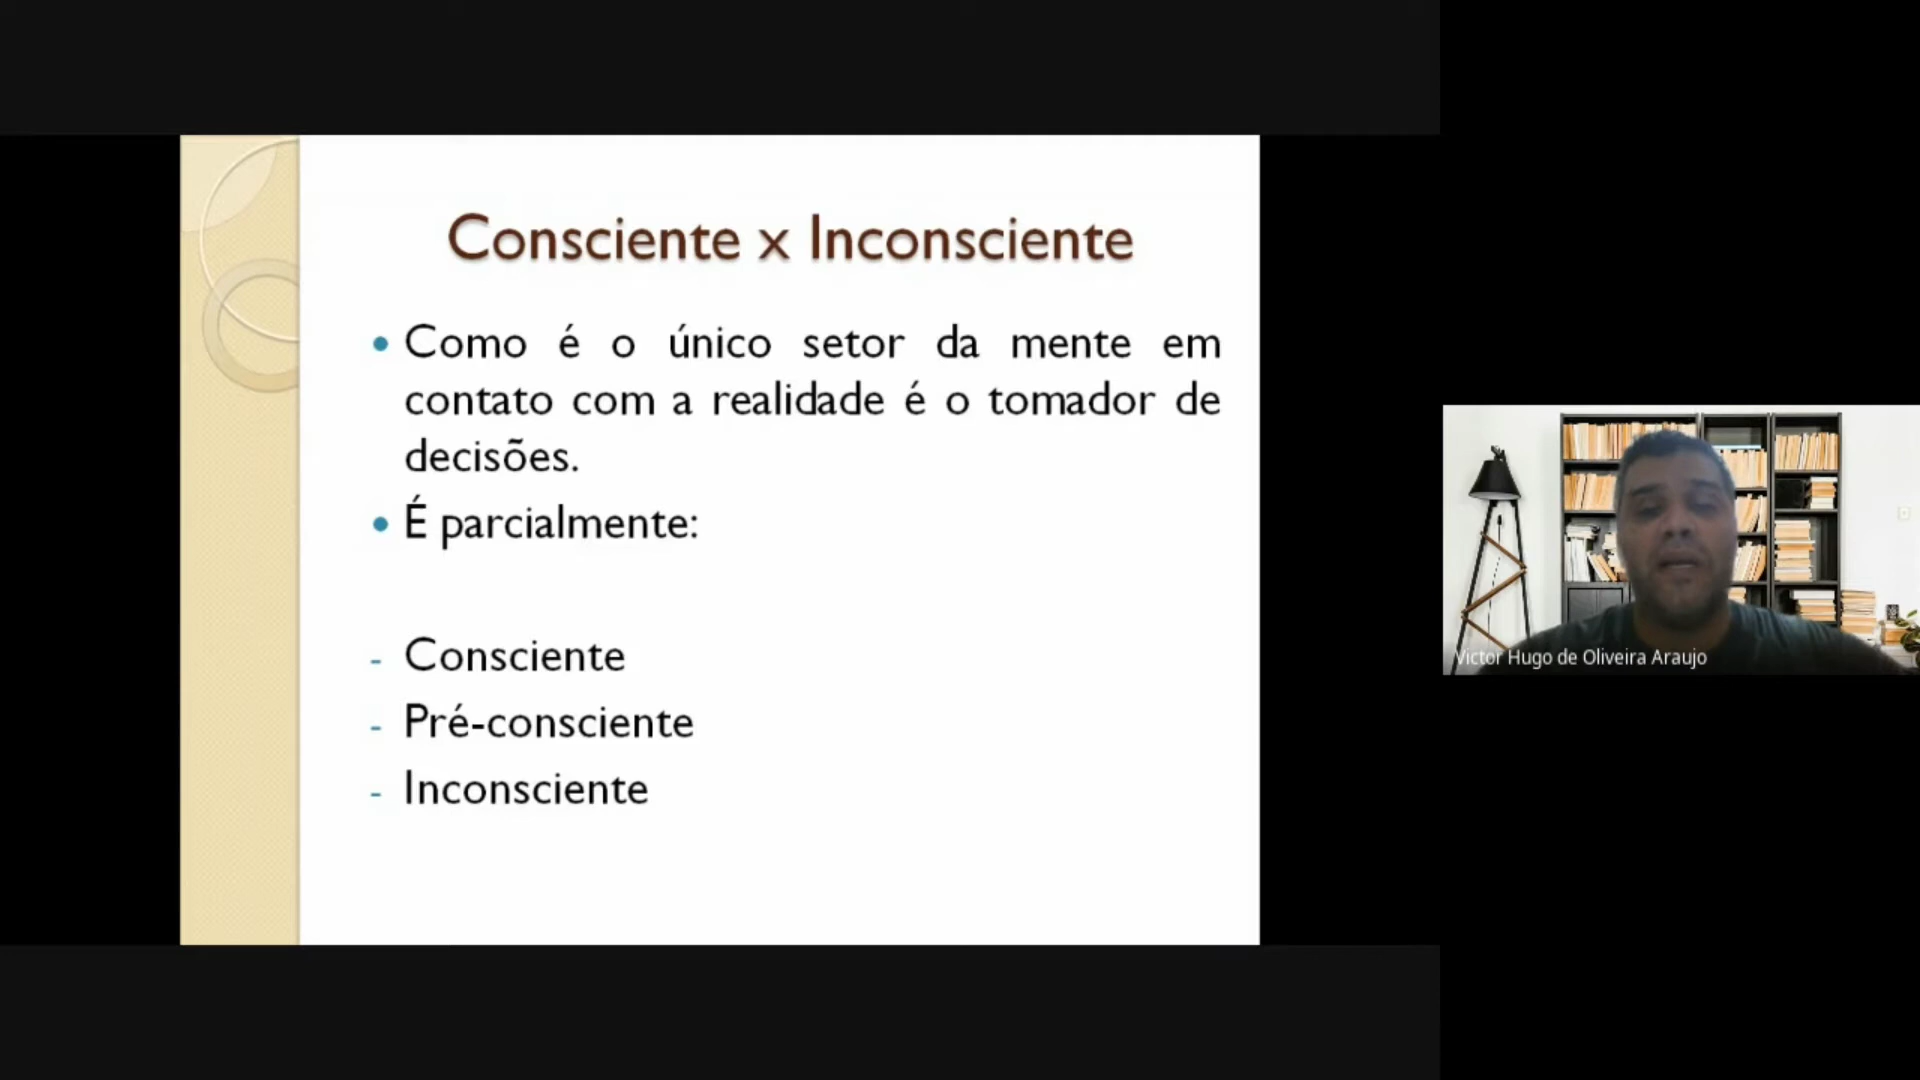 Consciente x Inconsciente
• Como é o único setor da mente em
contato com a realidade é o tomador de
decisões.
• É parcialmente:
- Consciente
- Pré-consciente
- Inconsciente
Victor Hugo de Oliveira Araujo